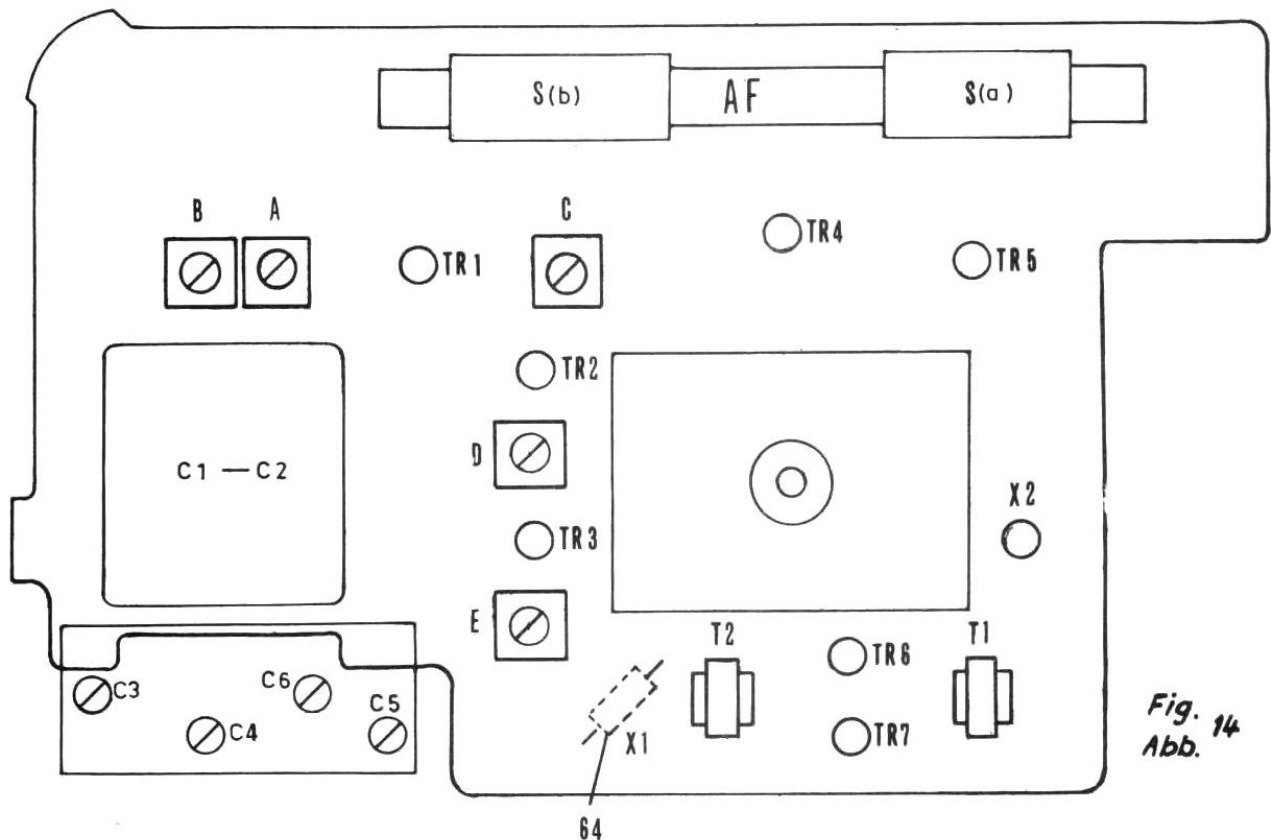 S(b) AF S(a)
B A C
TR4
TR1 TR5
TR2
C1 — C2
D
X2
TR3
E
T2 T1
TR6
C3 C6
C5
C4
X1
TR7
Fig. 14
Abb.
64